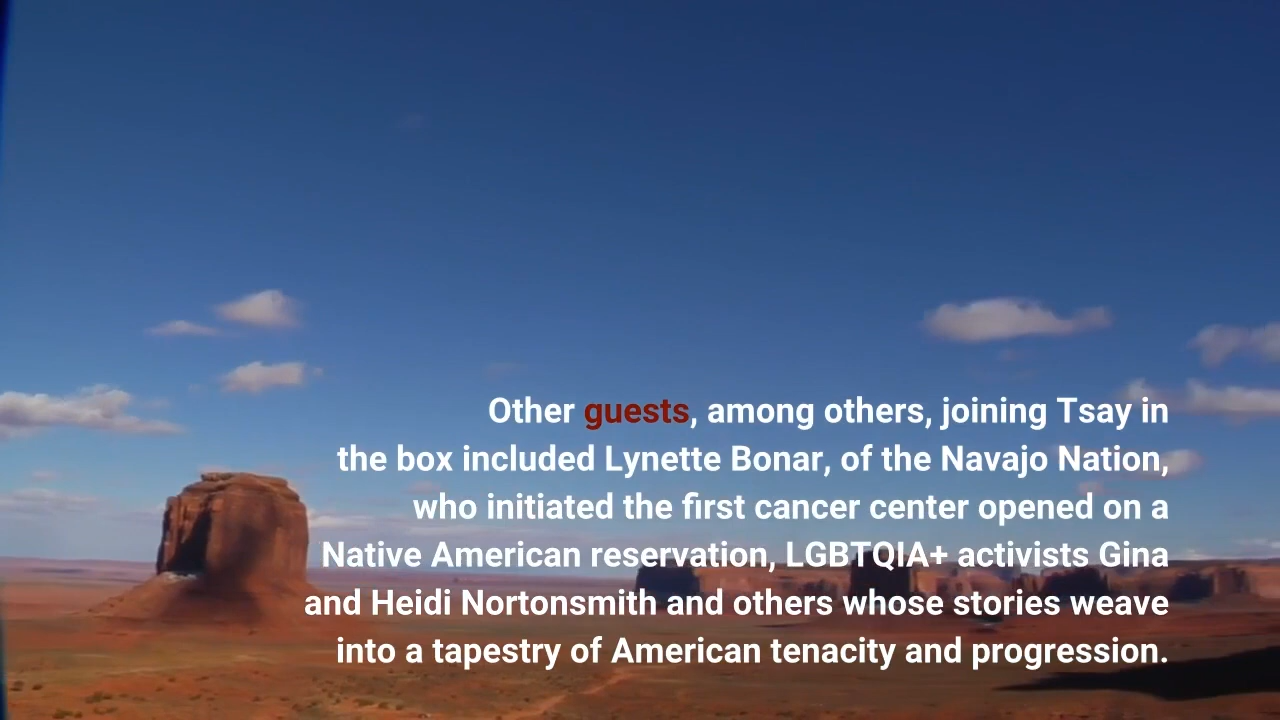 Other guests, among others, joining Tsay in
the box included Lynette Bonar, of the Navajo Nation,
who initiated the first cancer center opened on a
Native American reservation, LGBTQIA+ activists Gina
and Heidi Nortonsmith and others whose stories weave
into a tapestry of American tenacity and progression.